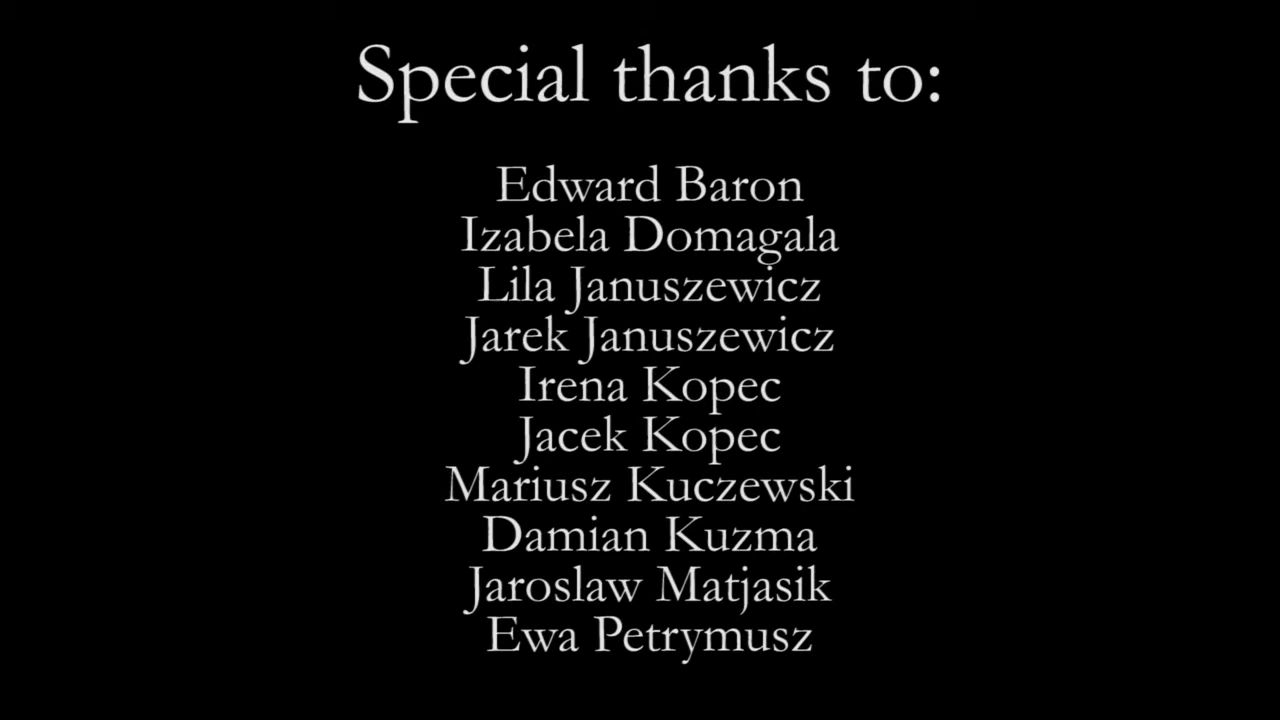 Special thanks to:
Edward Baron
Izabela Domagala
Lila Januszewicz
Jarek Januszewicz
Irena Kopec
Jacek Kopec
Mariusz Kuczewski
Damian Kuzma
Jaroslaw Matjasik
Ewa Petrymusz